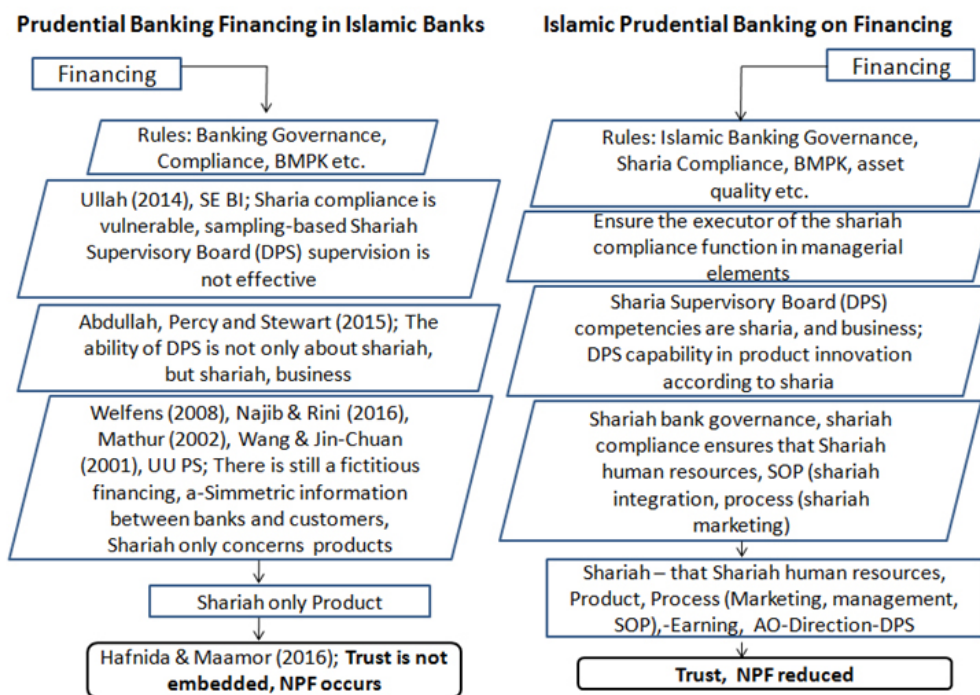 Prudential Banking Financing in Islamic Banks
Financing
Rules: Banking Governance,
Compliance, BMPK etc.
Ullah (2014), SE BI; Sharia compliance is
vulnerable, sampling-based Shariah
Supervisory Board (DPS) supervision is
not effective
Abdullah, Percy and Stewart (2015); The
ability of DPS is not only about shariah,
but shariah, business
Welfens (2008), Najib & Rini (2016),
Mathur (2002), Wang & Jin-Chuan
(2001), UU PS; There is still a fictitious
financing, a-Simmetric information
between banks and customers,
Shariah only concerns products
Shariah only Product
Hafnida & Maamor (2016); Trust is not
embedded, NPF occurs
Islamic Prudential Banking on Financing
Financing
Rules: Islamic Banking Governance,
Sharia Compliance, BMPK, asset
quality etc.
Ensure the executor of the shariah
compliance function in managerial
elements
Sharia Supervisory Board (DPS)
competencies are sharia, and business;
DPS capability in product innovation
according to sharia
Shariah bank governance, shariah
compliance ensures that Shariah
human resources, SOP (shariah
integration, process (shariah
marketing)
Shariah – that Shariah human resources,
Product, Process (Marketing, management,
SOP),-Earning, AO-Direction-DPS
Trust, NPF reduced